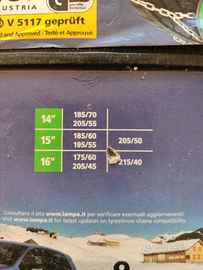 USTRIA
V 5117 geprüft
and Approved - Testé et Approuvé
14" 185/70
205/55
15" 185/60 205/50
195/55
16" 175/60 215/40
205/45
Consultare il sito www.lampa.it per verificare eventuali aggiornamenti.
Visit www.lampa.it for latest updates on tyres/snow chains compatibility.